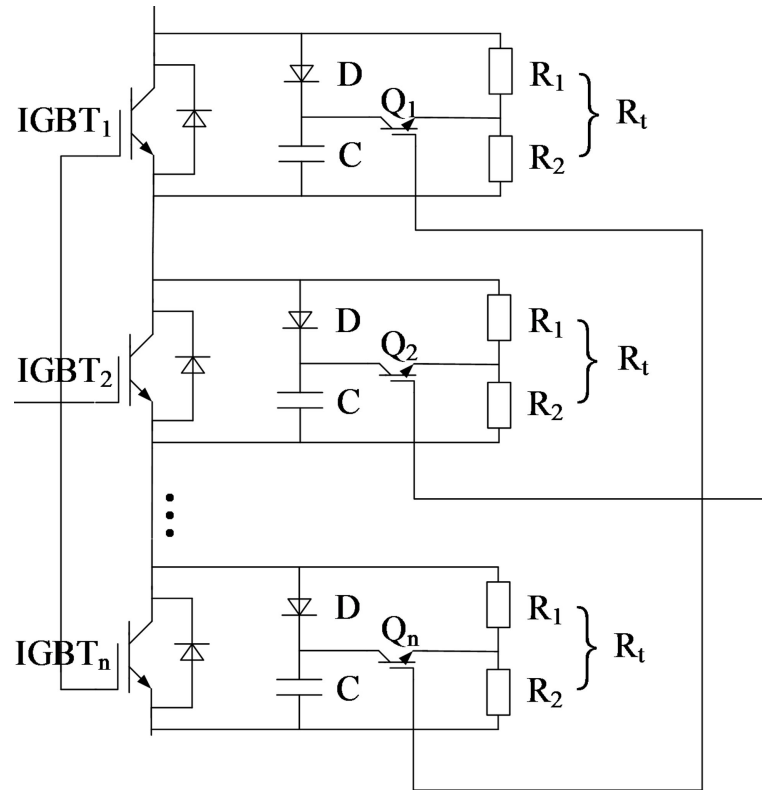 D
R₁
IGBT₁
Q₁
Rₜ
C
R₂
D
R₁
IGBT₂
Q₂
Rₜ
C
R₂
D
R₁
IGBTₙ
Qₙ
Rₜ
C
R₂